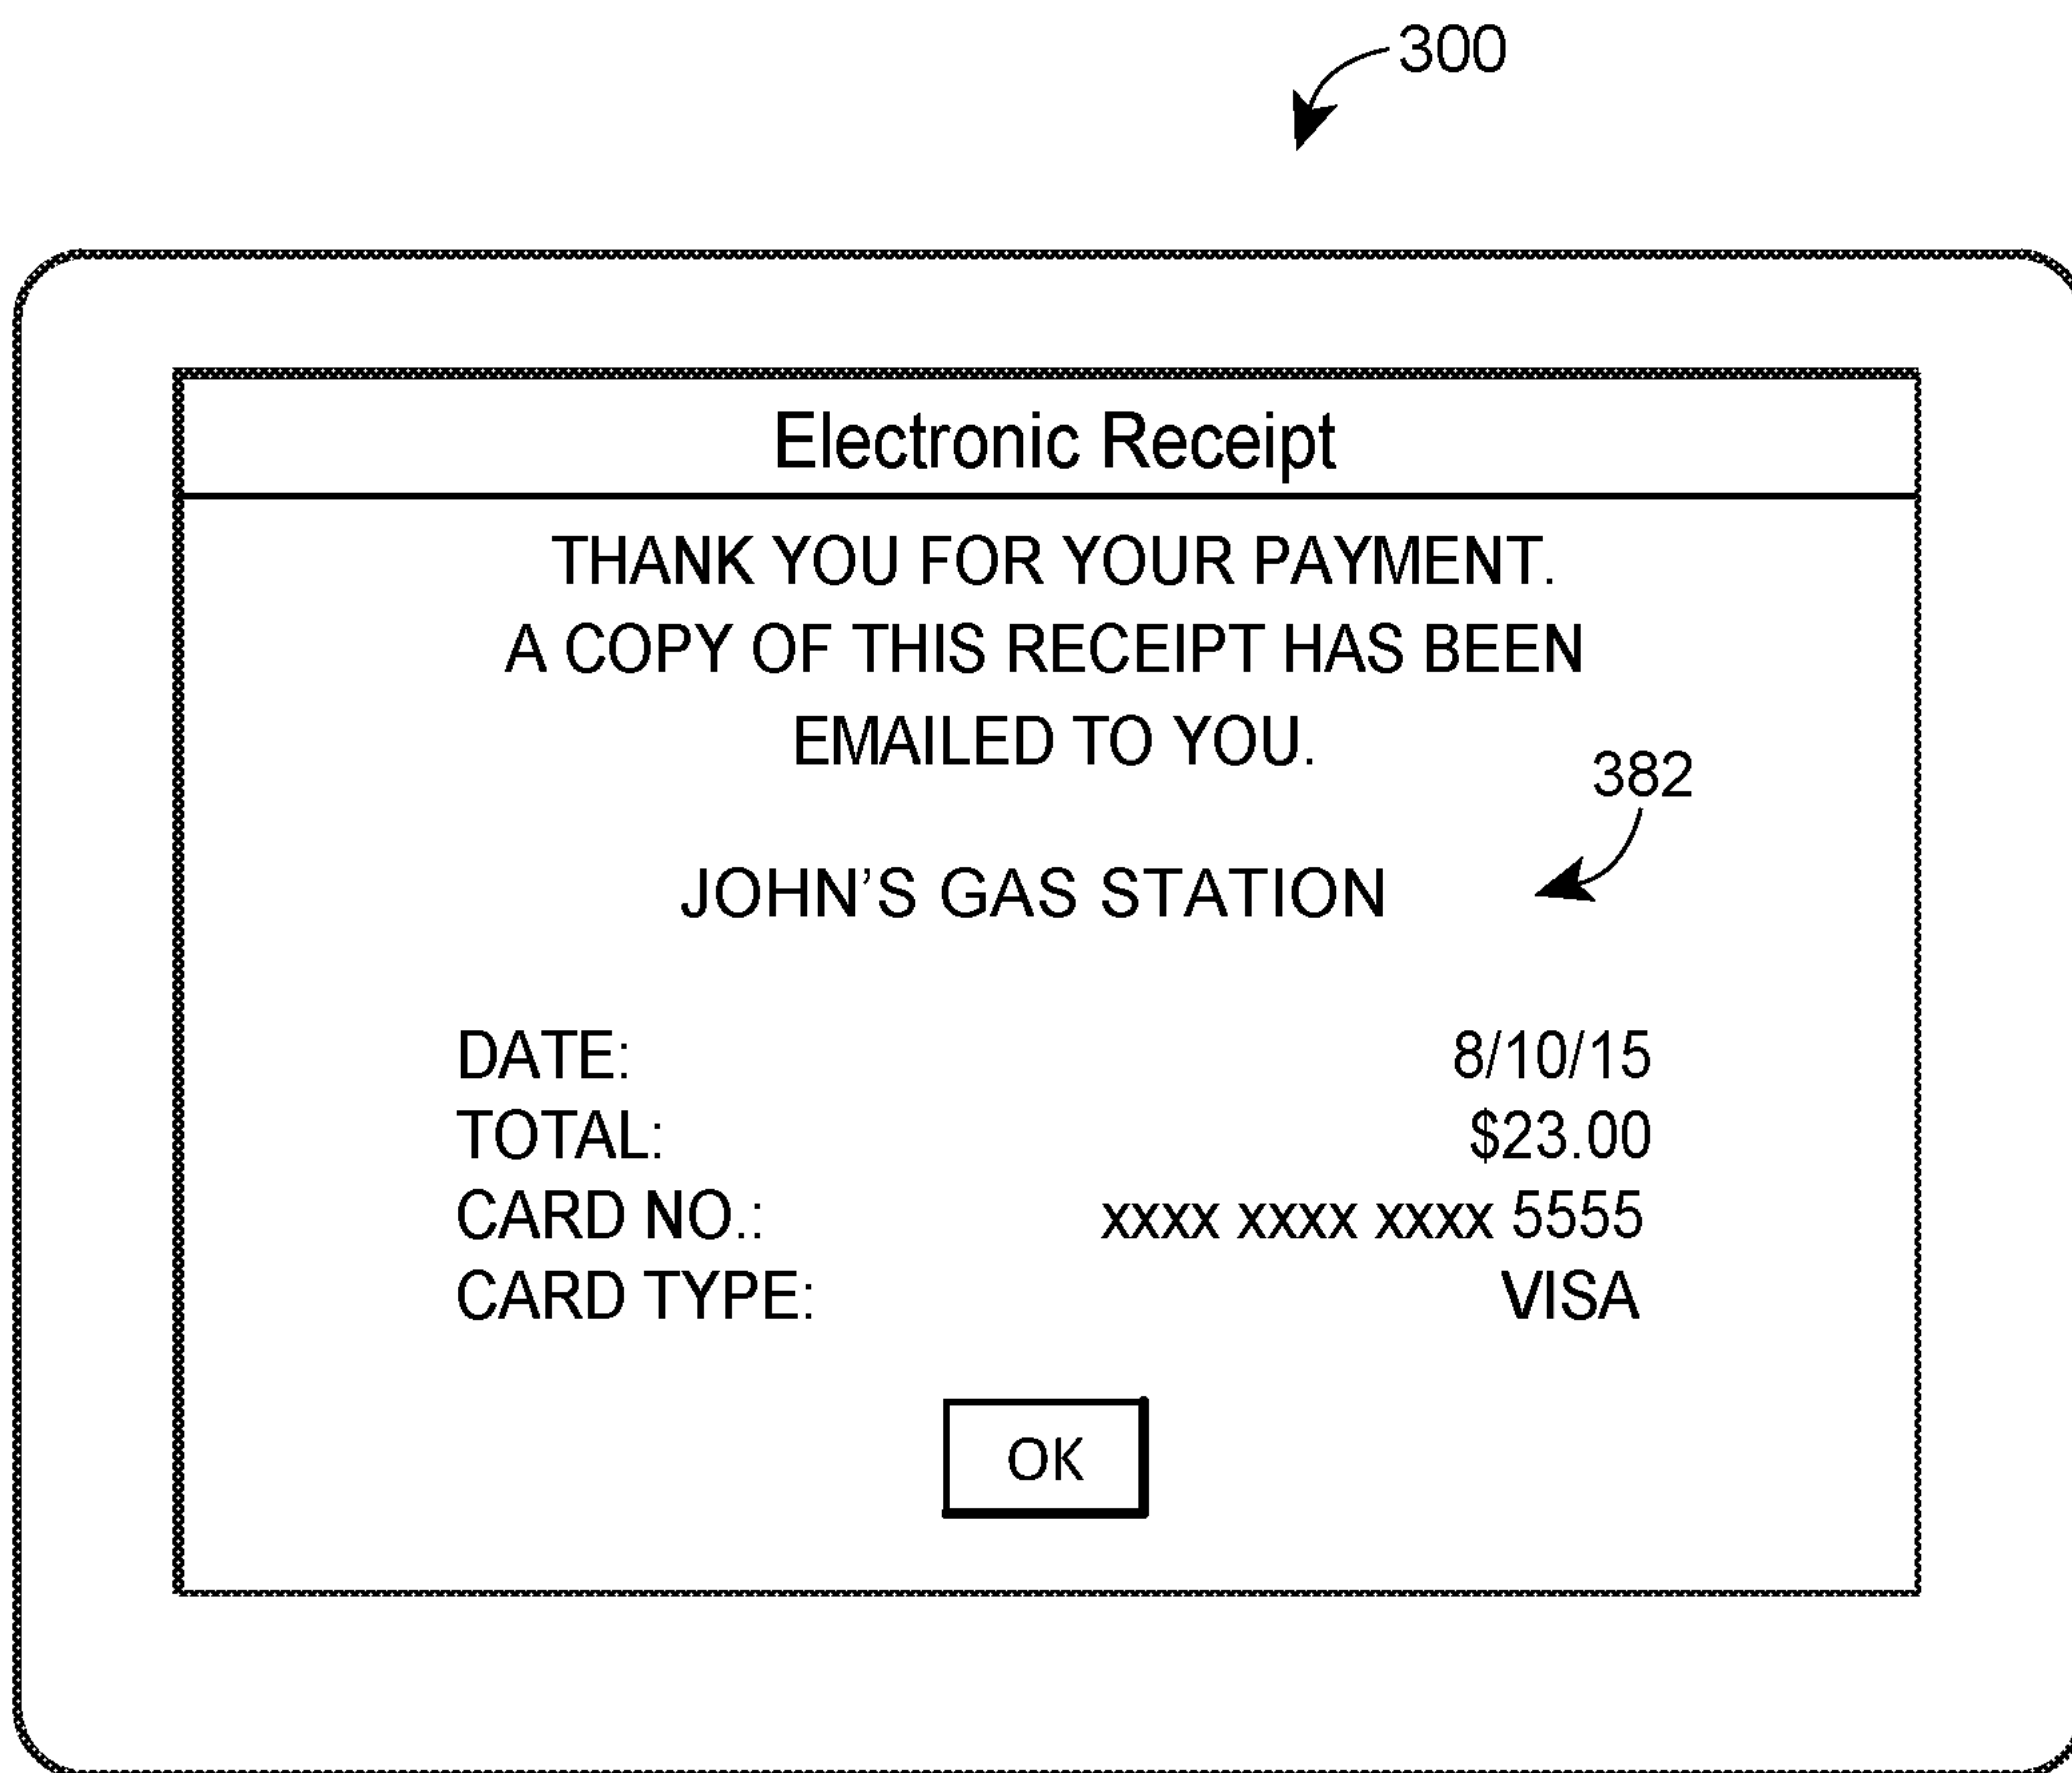 300
Electronic Receipt
THANK YOU FOR YOUR PAYMENT.
A COPY OF THIS RECEIPT HAS BEEN
EMAILED TO YOU.
382
JOHN'S GAS STATION
DATE: 8/10/15
TOTAL: $23.00
CARD NO.: xxxx xxxx xxxx 5555
CARD TYPE: VISA
OK